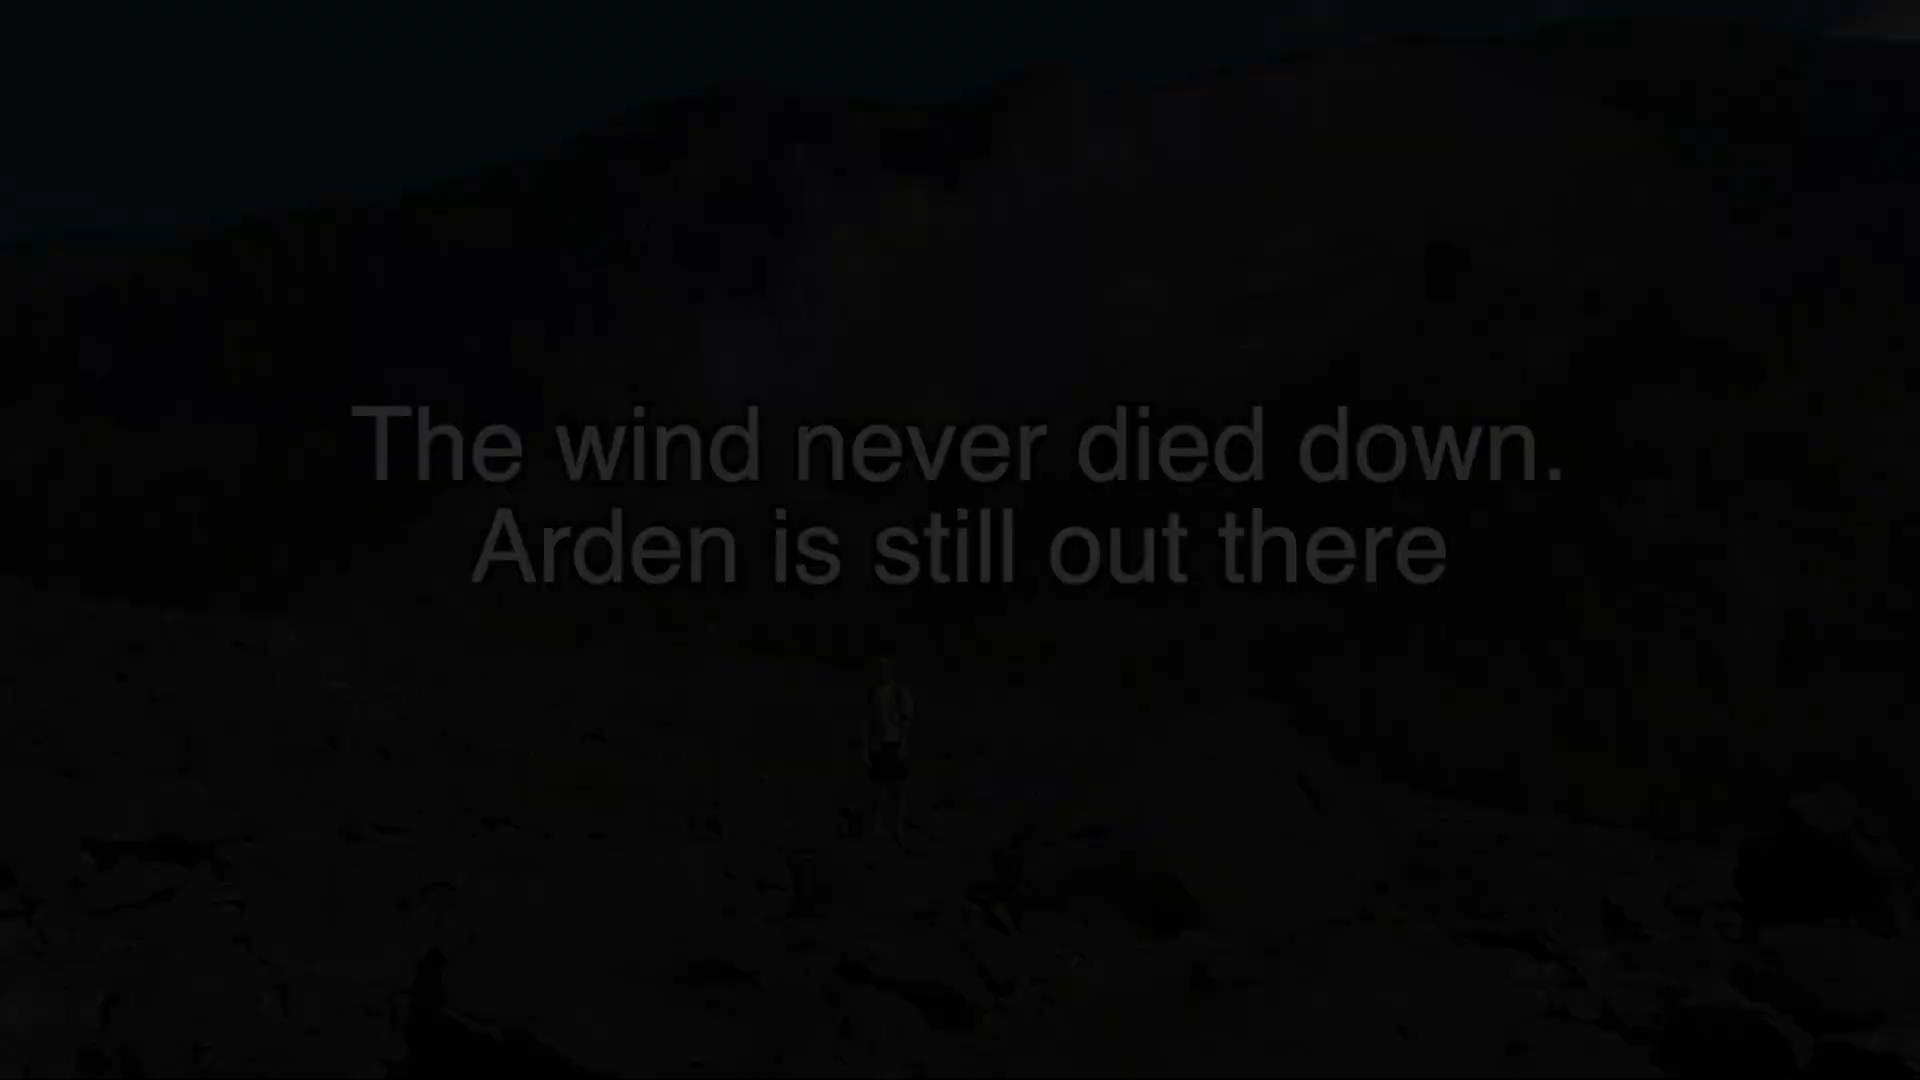 The wind never died down.
Arden is still out there